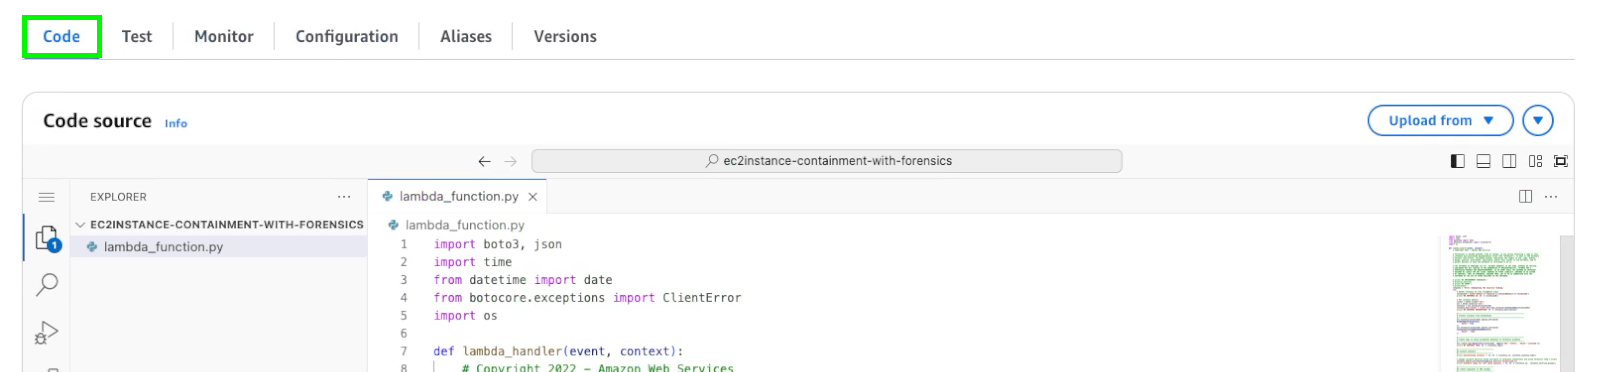 Code Test Monitor Configuration Aliases Versions
Code source Info Upload from
ec2instance-containment-with-forensics
EXPLORER ···
EC2INSTANCE-CONTAINMENT-WITH-FORENSICS
lambda_function.py
1
lambda_function.py ×
lambda_function.py
1 import boto3, json
2 import time
3 from datetime import date
4 from botocore.exceptions import ClientError
5 import os
6
7 def lambda_handler(event, context):
8 # Copyright 2022 – Amazon Web Services